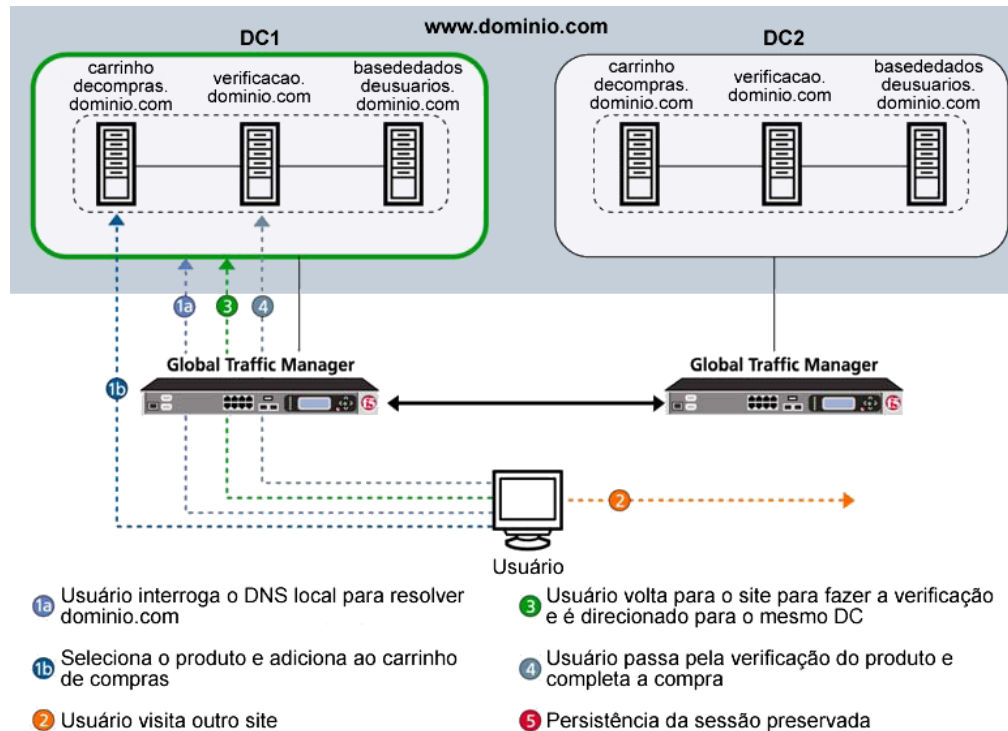 www.dominio.com
DC1
DC2
carrinho
decompras.
dominio.com
verificacao.
dominio.com
basededados
deusuarios.
dominio.com
carrinho
decompras.
dominio.com
verificacao.
dominio.com
basededados
deusuarios.
dominio.com
1a
3
4
Global Traffic Manager
Global Traffic Manager
1b
f5
f5
2
Usuário
1a Usuário interroga o DNS local para resolver
dominio.com
1b Seleciona o produto e adiciona ao carrinho
de compras
2 Usuário visita outro site
3 Usuário volta para o site para fazer a verificação
e é direcionado para o mesmo DC
4 Usuário passa pela verificação do produto e
completa a compra
5 Persistência da sessão preservada